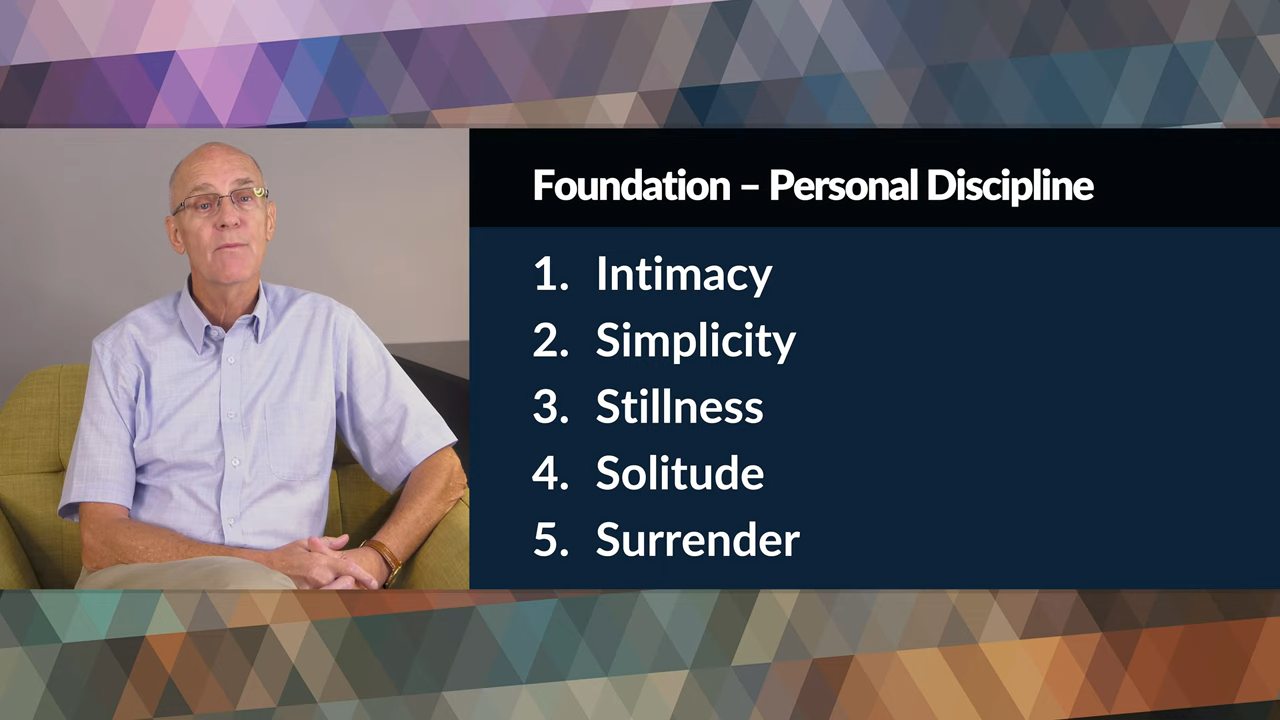 Foundation – Personal Discipline
1. Intimacy
2. Simplicity
3. Stillness
4. Solitude
5. Surrender